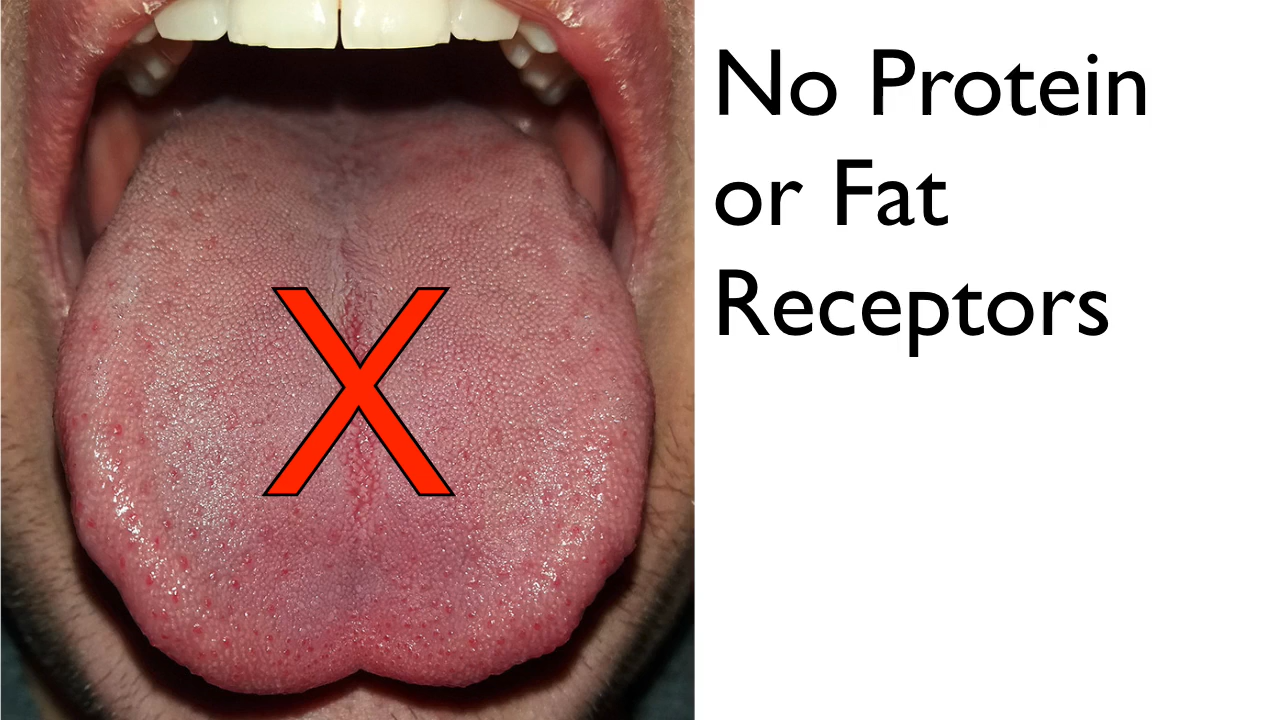 No Protein
or Fat
Receptors
X